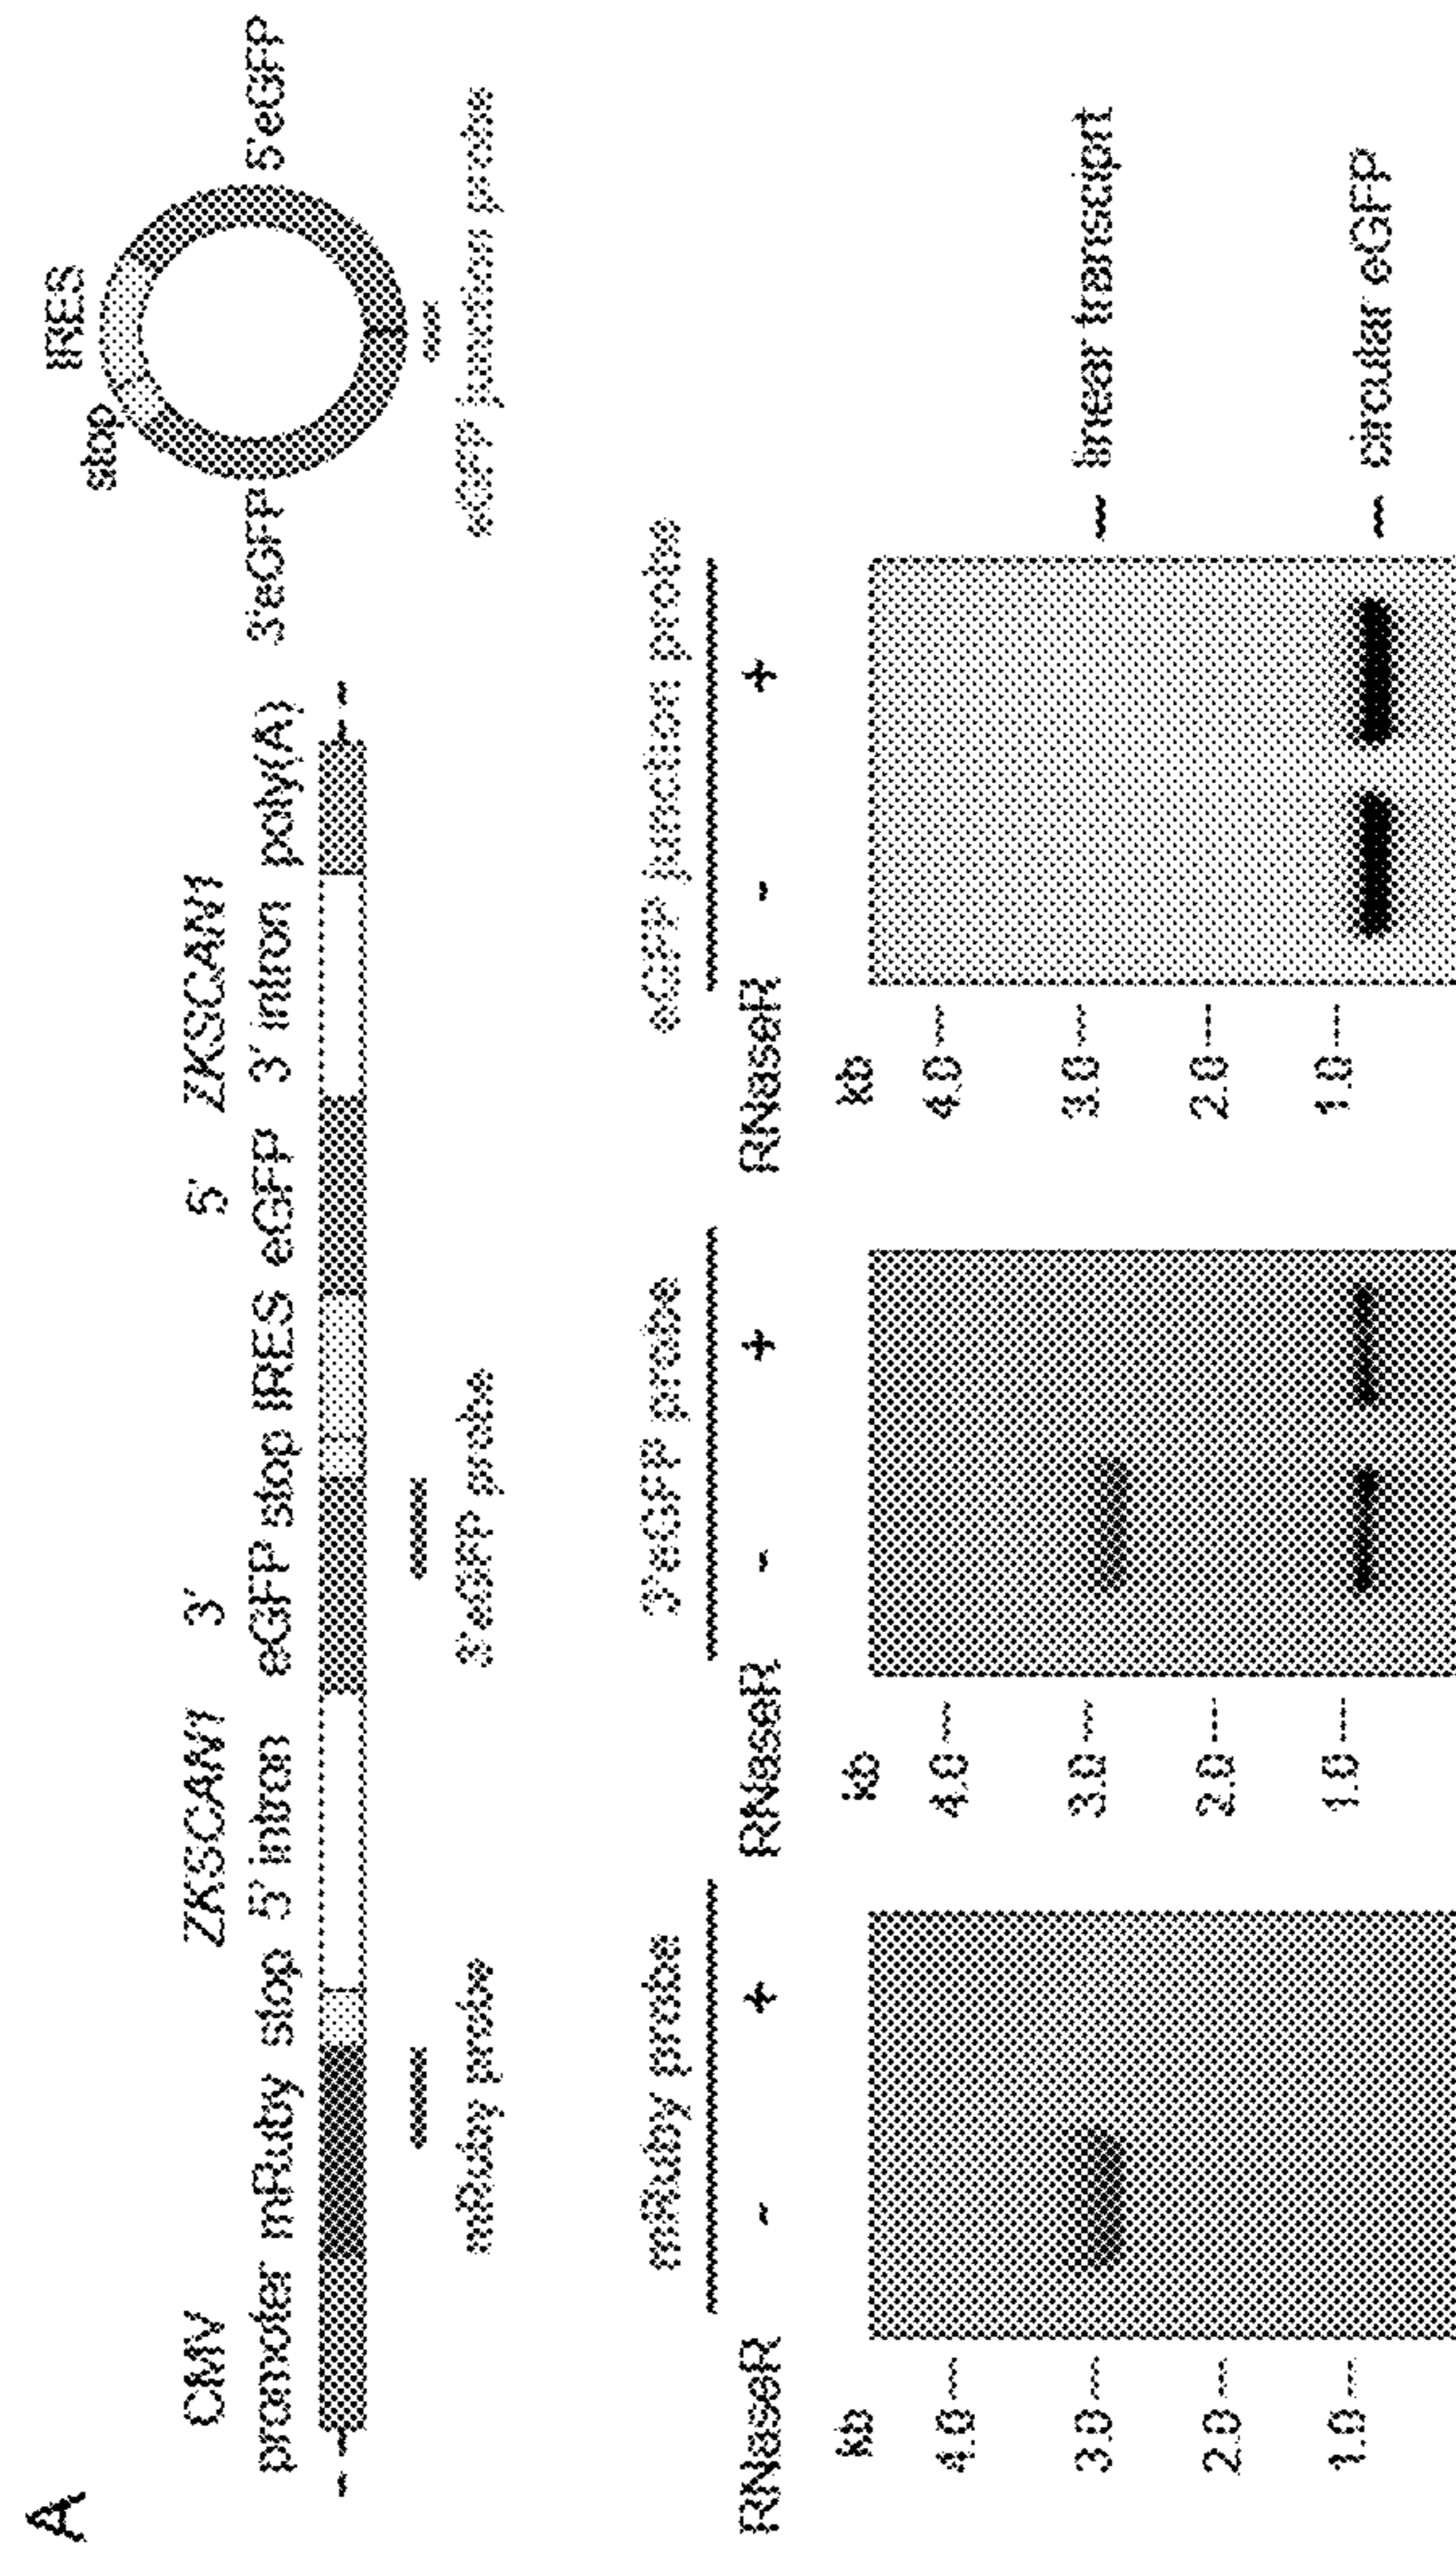 A
CMV ZKSCAN1 3' 5' ZKSCAN1
promoter mRuby stop 5' intron eGFP stop IRES eGFP 3' intron poly(A)
mRuby probe 3'eGFP probe
IRES
stop
3'eGFP 5'eGFP
eGFP junction probe
mRuby probe 3'eGFP probe eGFP junction probe
RNaseR - + RNaseR - + RNaseR - +
kb kb kb
4.0 4.0 4.0
3.0 3.0 3.0 linear transcipt
2.0 2.0 2.0
1.0 1.0 1.0 circular eGFP